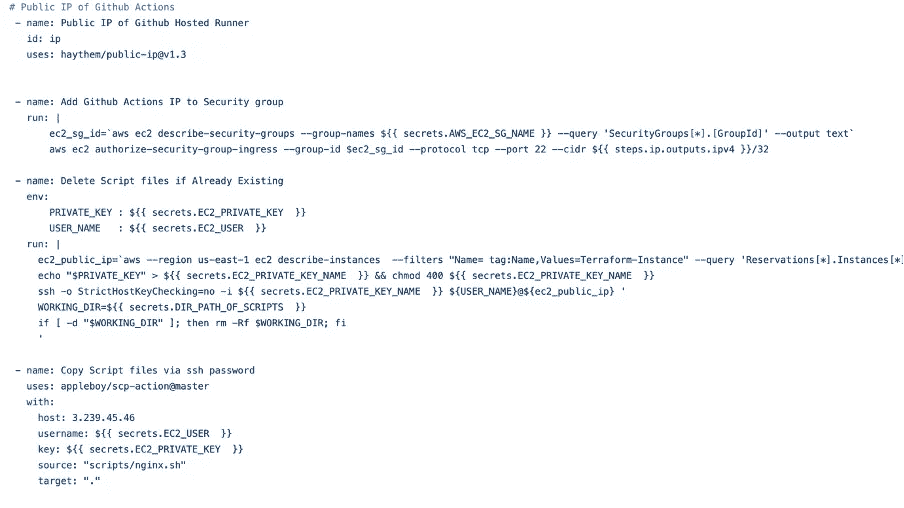 # Public IP of Github Actions
- name: Public IP of Github Hosted Runner
id: ip
uses: haythem/public-ip@v1.3
- name: Add Github Actions IP to Security group
run: |
ec2_sg_id=`aws ec2 describe-security-groups --group-names ${{ secrets.AWS_EC2_SG_NAME }} --query 'SecurityGroups[*].[GroupId]' --output text`
aws ec2 authorize-security-group-ingress --group-id $ec2_sg_id --protocol tcp --port 22 --cidr ${{ steps.ip.outputs.ipv4 }}/32
- name: Delete Script files if Already Existing
env:
PRIVATE_KEY : ${{ secrets.EC2_PRIVATE_KEY  }}
USER_NAME   : ${{ secrets.EC2_USER  }}
run: |
ec2_public_ip=`aws --region us-east-1 ec2 describe-instances  --filters "Name= tag:Name,Values=Terraform-Instance" --query 'Reservations[*].Instances[*]
echo "$PRIVATE_KEY" > ${{ secrets.EC2_PRIVATE_KEY_NAME  }} && chmod 400 ${{ secrets.EC2_PRIVATE_KEY_NAME  }}
ssh -o StrictHostKeyChecking=no -i ${{ secrets.EC2_PRIVATE_KEY_NAME  }} ${USER_NAME}@${ec2_public_ip} '
WORKING_DIR=${{ secrets.DIR_PATH_OF_SCRIPTS  }}
if [ -d "$WORKING_DIR" ]; then rm -Rf $WORKING_DIR; fi
'
- name: Copy Script files via ssh password
uses: appleboy/scp-action@master
with:
host: 3.239.45.46
username: ${{ secrets.EC2_USER  }}
key: ${{ secrets.EC2_PRIVATE_KEY  }}
source: "scripts/nginx.sh"
target: "."